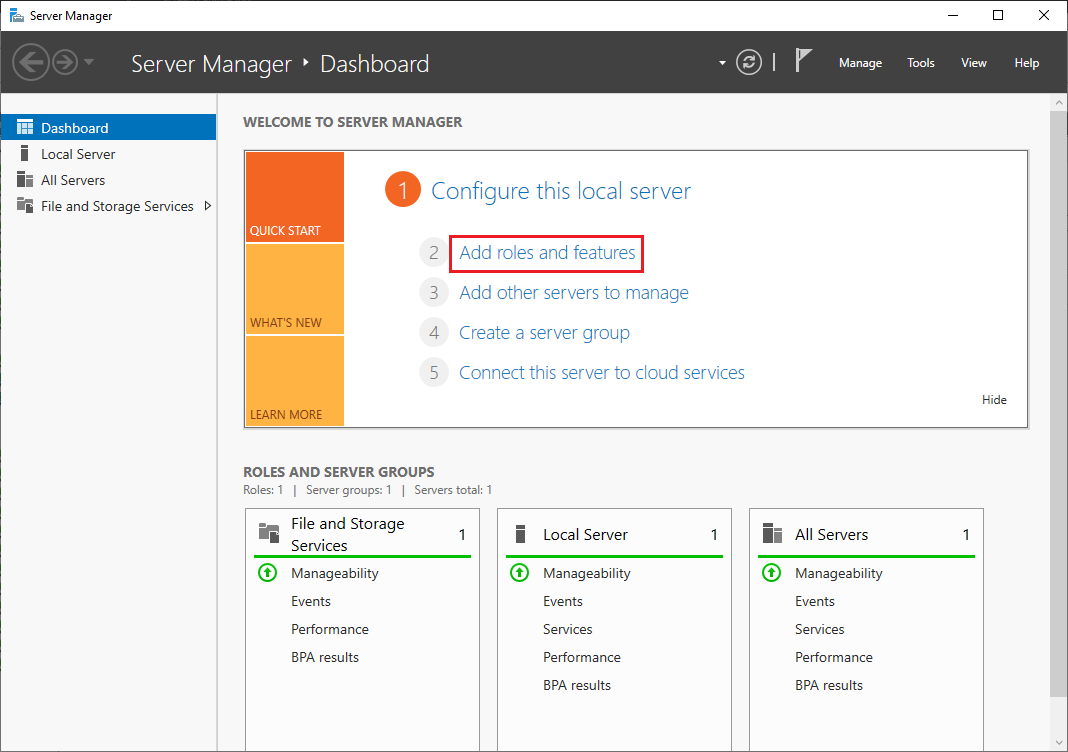 Server Manager
Server Manager ‣ Dashboard
Manage Tools View Help
Dashboard
Local Server
All Servers
File and Storage Services
WELCOME TO SERVER MANAGER
QUICK START
WHAT'S NEW
LEARN MORE
1 Configure this local server
2 Add roles and features
3 Add other servers to manage
4 Create a server group
5 Connect this server to cloud services
Hide
ROLES AND SERVER GROUPS
Roles: 1 | Server groups: 1 | Servers total: 1
File and Storage
Services 1
Manageability
Events
Performance
BPA results
Local Server 1
Manageability
Events
Services
Performance
BPA results
All Servers 1
Manageability
Events
Services
Performance
BPA results